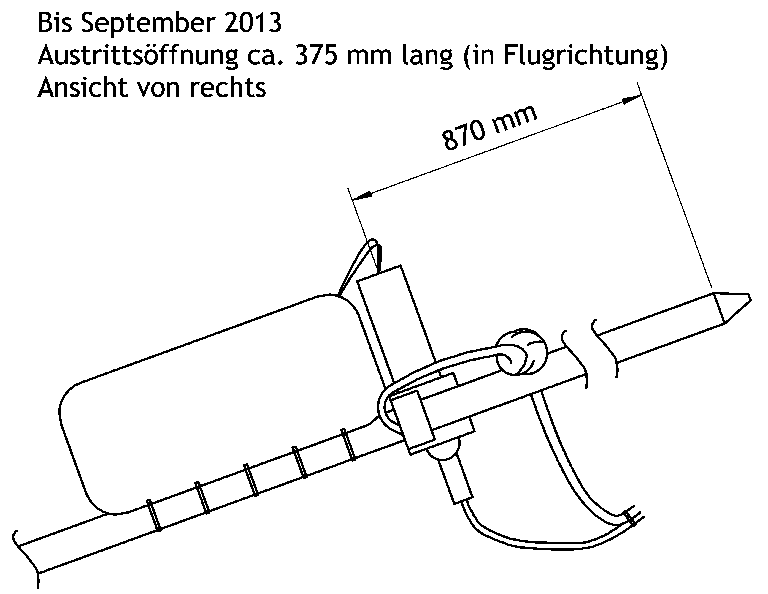 Bis September 2013
Austrittsöffnung ca. 375 mm lang (in Flugrichtung)
Ansicht von rechts
870 mm